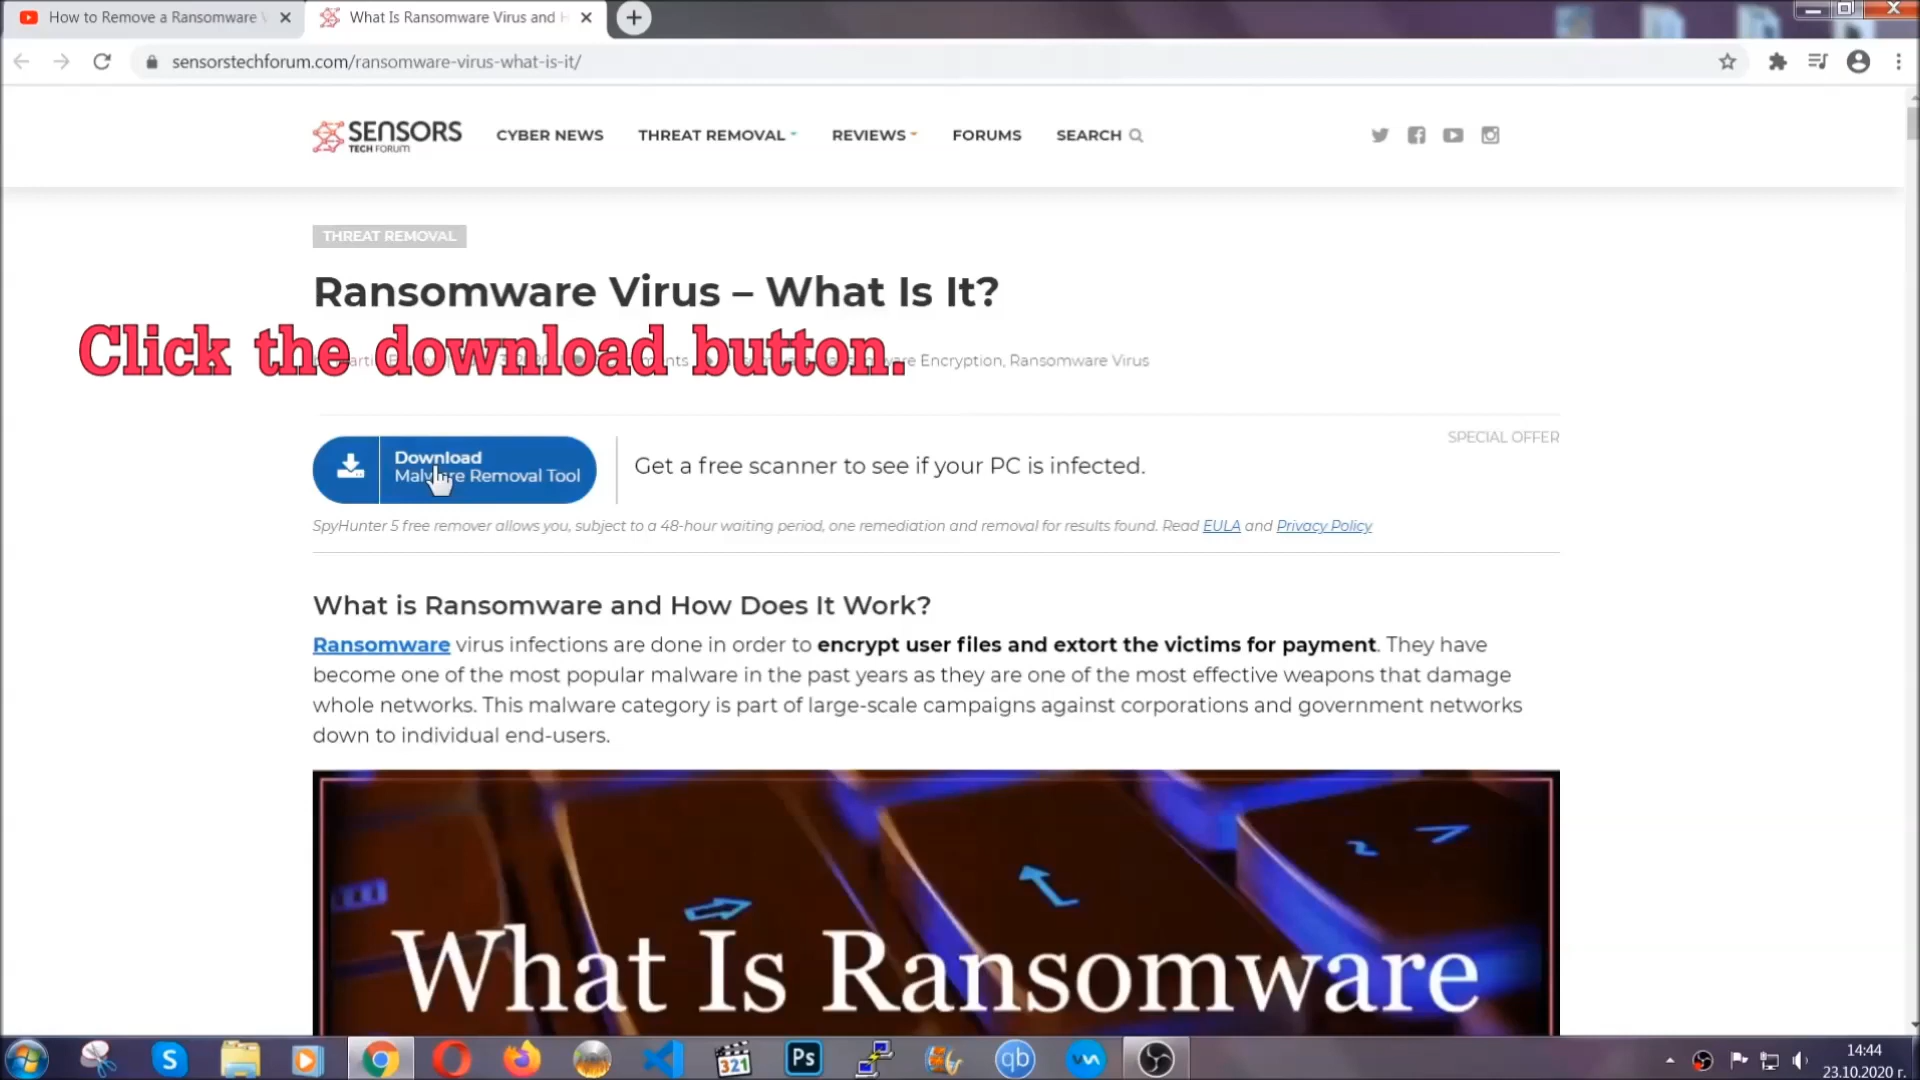 How to Remove a Ransomware
What Is Ransomware Virus and
sensorstechforum.com/ransomware-virus-what-is-it/
SENSORS
TECH FORUM
CYBER NEWS
THREAT REMOVAL
REVIEWS
FORUMS
SEARCH
THREAT REMOVAL
Ransomware Virus – What Is It?
Click the download button.
Encryption, Ransomware Virus
SPECIAL OFFER
Download
Malware Removal Tool
Get a free scanner to see if your PC is infected.
SpyHunter 5 free remover allows you, subject to a 48-hour waiting period, one remediation and removal for results found. Read EULA and Privacy Policy
What is Ransomware and How Does It Work?
Ransomware virus infections are done in order to encrypt user files and extort the victims for payment. They have
become one of the most popular malware in the past years as they are one of the most effective weapons that damage
whole networks. This malware category is part of large-scale campaigns against corporations and government networks
down to individual end-users.
What Is Ransomware
S
321
Ps
qb
14:44
23.10.2020 г.